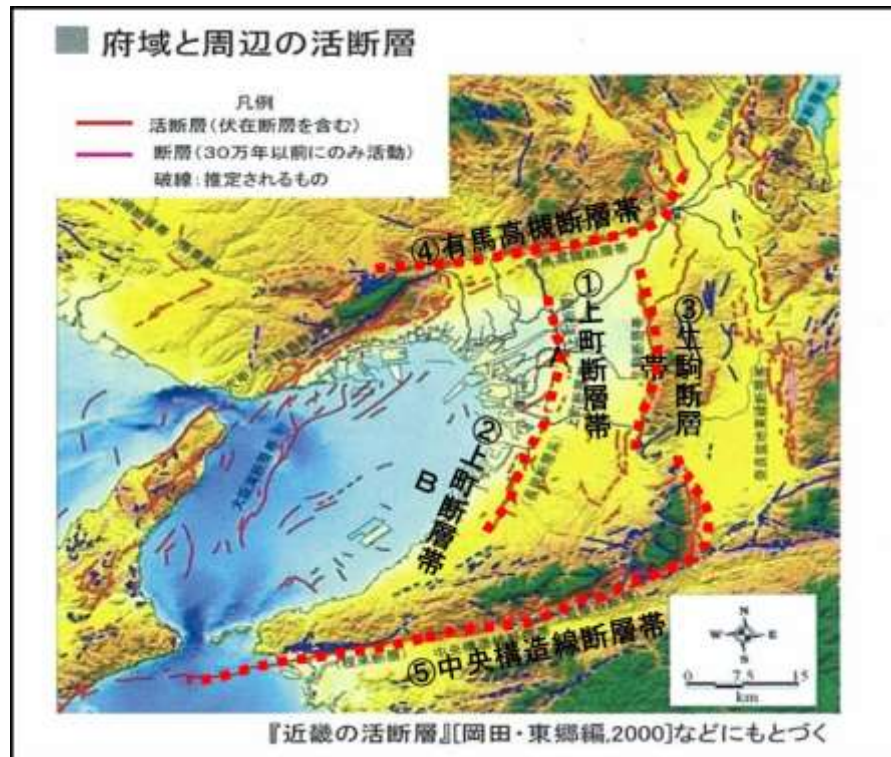 府域と周辺の活断層
凡例
活断層(伏在断層を含む)
断層(30万年以前にのみ活動)
破線:推定されるもの
④有馬高槻断層帯
①上町断層帯
A
③生駒断層
帯
②上町断層帯
B
⑤中央構造線断層帯
N
W E
S
0 7.5 15
km
『近畿の活断層』[岡田・東郷編,2000]などにもとづく